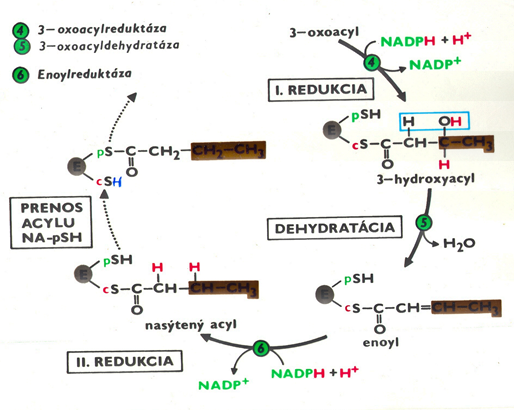 4 3-oxoacylreduktáza
5 3-oxoacyldehydratáza
6 Enoylreduktáza
3-oxoacyl
NADPH + H+
4
NADP+
I. REDUKCIA
pSH
E
cS-C-CH-CH-CH3
H OH
O H
3-hydroxyacyl
DEHYDRATÁCIA
5
H2O
pSH
E
cS-C-CH=CH-CH3
O
enoyl
6
NADPH + H+
NADP+
II. REDUKCIA
pSH
H H
E
cS-C-CH-CH-CH3
O
nasýtený acyl
PRENOS
ACYLU
NA-pSH
pS-C-CH2-CH2-CH3
E
O
cSH